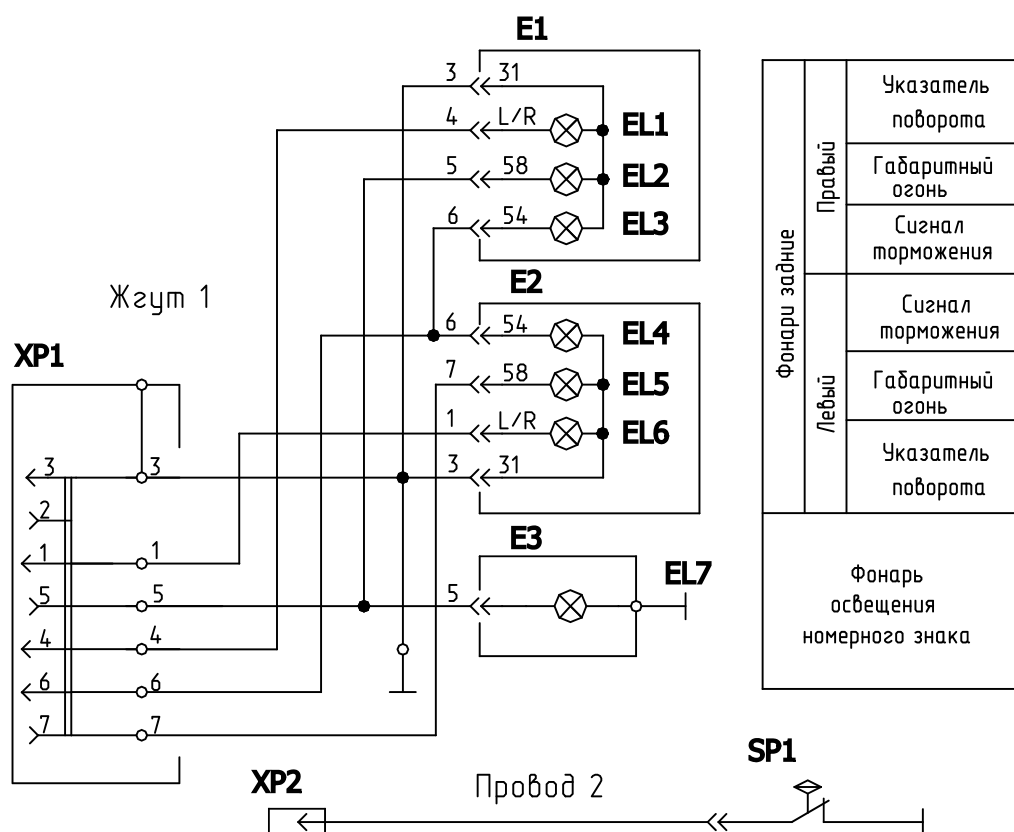 E1
3 31
4 L/R EL1
5 58 EL2
6 54 EL3
E2
6 54 EL4
7 58 EL5
1 L/R EL6
3 31
E3
5 EL7
Жгут 1
XP1
3 3
2
1 1
5 5
4 4
6 6
7 7
XP2
Провод 2
SP1
Фонари задние
Правый
Указатель
поворота
Габаритный
огонь
Сигнал
торможения
Левый
Сигнал
торможения
Габаритный
огонь
Указатель
поворота
Фонарь
освещения
номерного знака